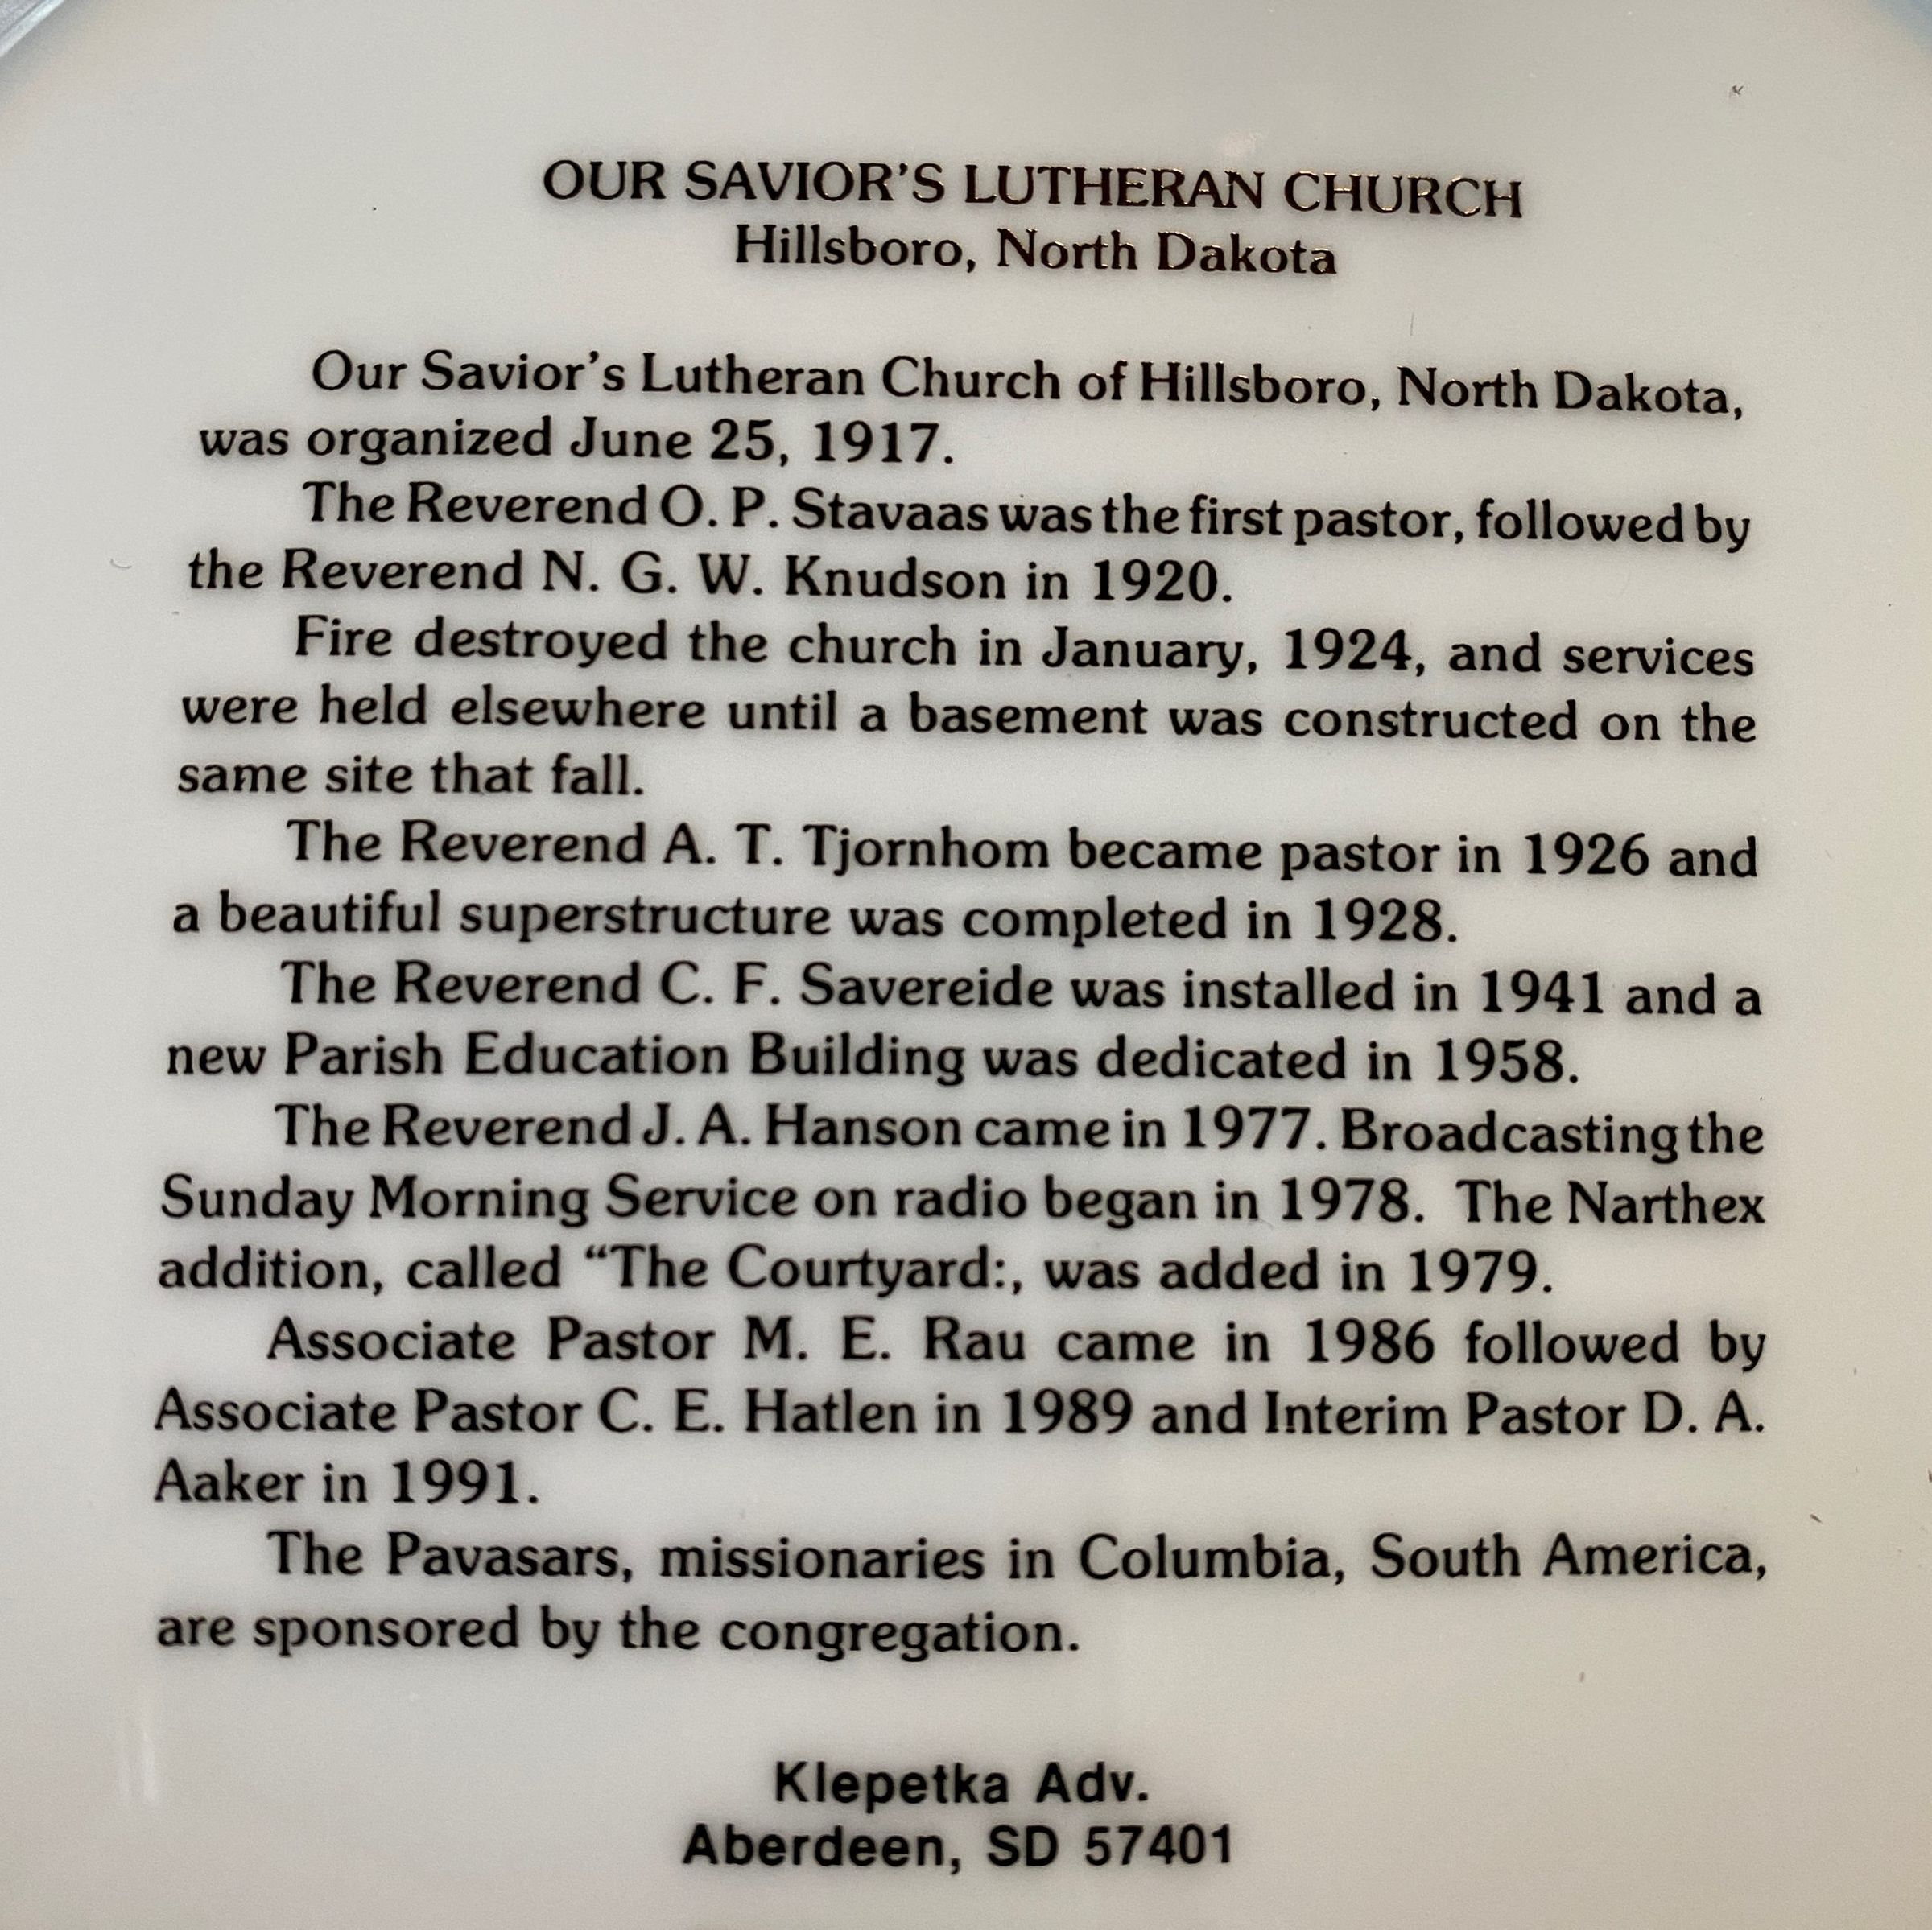 OUR SAVIOR'S LUTHERAN CHURCH
Hillsboro, North Dakota
Our Savior's Lutheran Church of Hillsboro, North Dakota,
was organized June 25, 1917.
The Reverend O. P. Stavaas was the first pastor, followed by
the Reverend N. G. W. Knudson in 1920.
Fire destroyed the church in January, 1924, and services
were held elsewhere until a basement was constructed on the
same site that fall.
The Reverend A. T. Tjornhom became pastor in 1926 and
a beautiful superstructure was completed in 1928.
The Reverend C. F. Savereide was installed in 1941 and a
new Parish Education Building was dedicated in 1958.
The Reverend J. A. Hanson came in 1977. Broadcasting the
Sunday Morning Service on radio began in 1978. The Narthex
addition, called “The Courtyard:, was added in 1979.
Associate Pastor M. E. Rau came in 1986 followed by
Associate Pastor C. E. Hatlen in 1989 and Interim Pastor D. A.
Aaker in 1991.
The Pavasars, missionaries in Columbia, South America,
are sponsored by the congregation.
Klepetka Adv.
Aberdeen, SD 57401